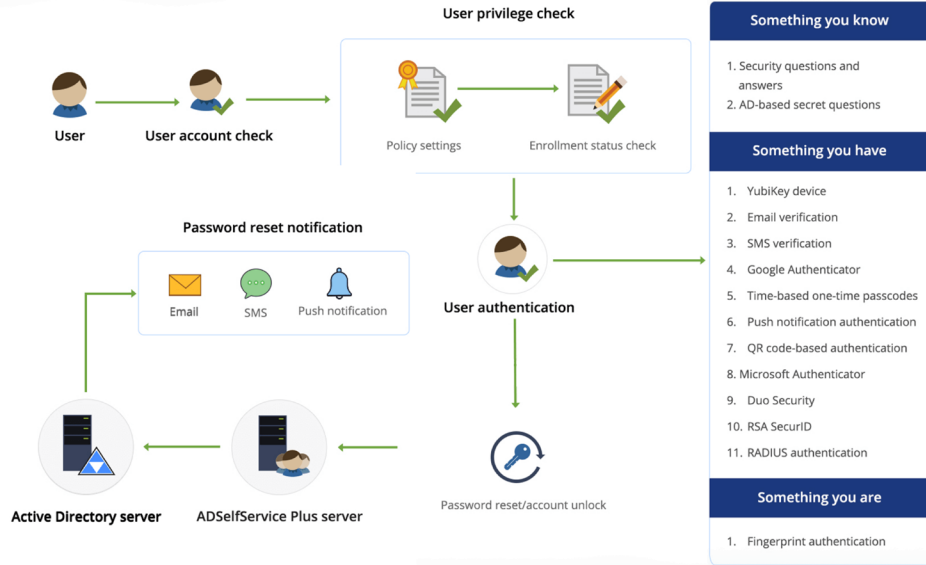 User privilege check
User
User account check
Policy settings
Enrollment status check
Password reset notification
Email
SMS
Push notification
User authentication
Active Directory server
ADSelfService Plus server
Password reset/account unlock
Something you know
1. Security questions and
answers
2. AD-based secret questions
Something you have
1. YubiKey device
2. Email verification
3. SMS verification
4. Google Authenticator
5. Time-based one-time passcodes
6. Push notification authentication
7. QR code-based authentication
8. Microsoft Authenticator
9. Duo Security
10. RSA SecurID
11. RADIUS authentication
Something you are
1. Fingerprint authentication